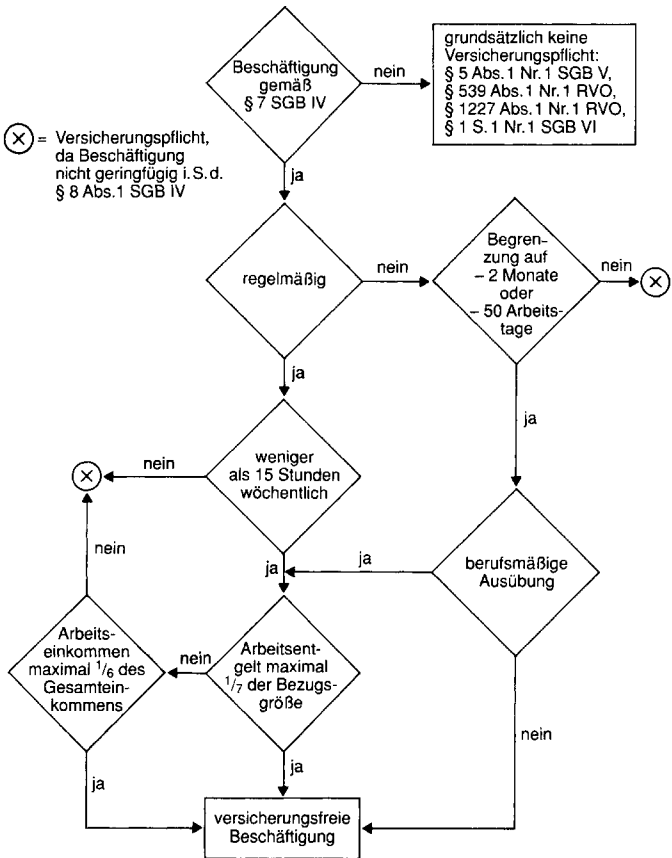 Beschäftigung
gemäß
§ 7 SGB IV
nein
grundsätzlich keine
Versicherungspflicht:
§ 5 Abs. 1 Nr. 1 SGB V,
§ 539 Abs. 1 Nr. 1 RVO,
§ 1227 Abs. 1 Nr. 1 RVO,
§ 1 S. 1 Nr. 1 SGB VI
X = Versicherungspflicht,
da Beschäftigung
nicht geringfügig i. S. d.
§ 8 Abs. 1 SGB IV
ja
regelmäßig
nein
Begren-
zung auf
– 2 Monate
oder
– 50 Arbeits-
tage
nein
X
ja
ja
X
nein
weniger
als 15 Stunden
wöchentlich
nein
ja
ja
berufsmäßige
Ausübung
Arbeits-
einkommen
maximal 1/6 des
Gesamtein-
kommens
nein
Arbeitsent-
gelt maximal
1/7 der Bezugs-
größe
nein
ja
ja
versicherungsfreie
Beschäftigung